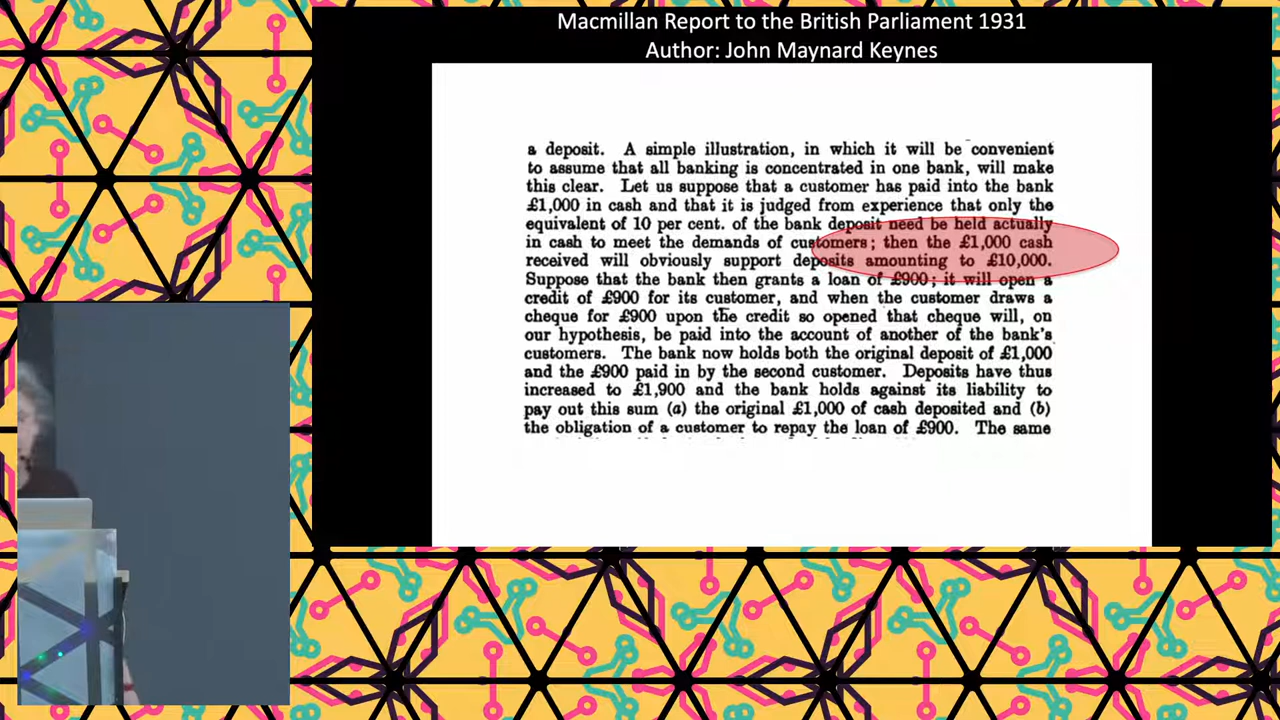 Macmillan Report to the British Parliament 1931
Author: John Maynard Keynes
a deposit. A simple illustration, in which it will be convenient
to assume that all banking is concentrated in one bank, will make
this clear. Let us suppose that a customer has paid into the bank
£1,000 in cash and that it is judged from experience that only the
equivalent of 10 per cent. of the bank deposit need be held actually
in cash to meet the demands of customers; then the £1,000 cash
received will obviously support deposits amounting to £10,000.
Suppose that the bank then grants a loan of £900; it will open a
credit of £900 for its customer, and when the customer draws a
cheque for £900 upon the credit so opened that cheque will, on
our hypothesis, be paid into the account of another of the bank's
customers. The bank now holds both the original deposit of £1,000
and the £900 paid in by the second customer. Deposits have thus
increased to £1,900 and the bank holds against its liability to
pay out this sum (a) the original £1,000 of cash deposited and (b)
the obligation of a customer to repay the loan of £900. The same